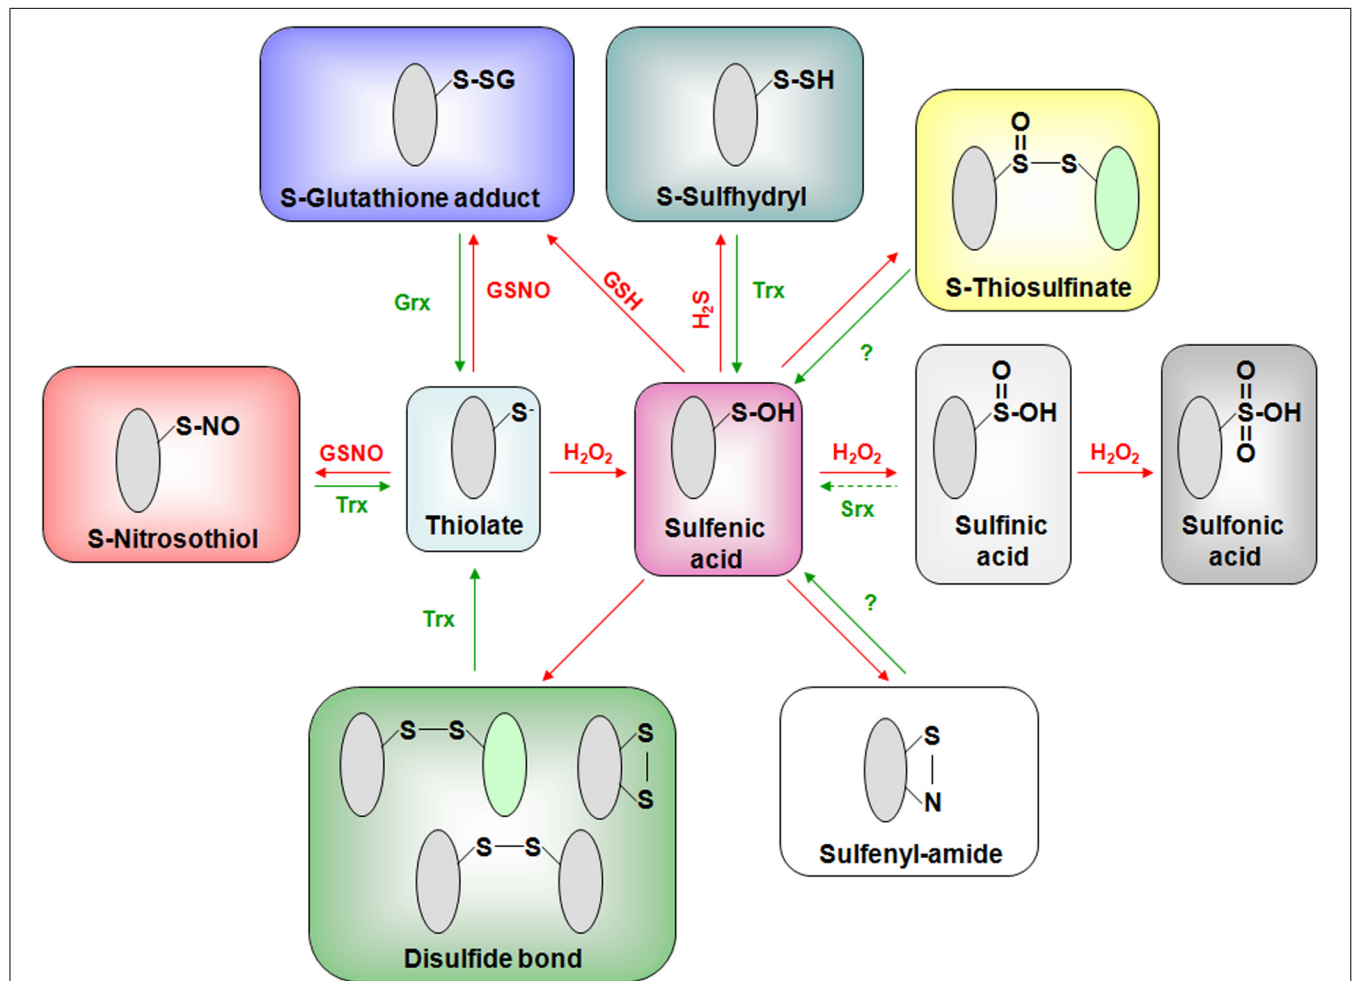 S-SG
S-Glutathione adduct
S-SH
S-Sulfhydryl
O
S
S
S-Thiosulfinate
Grx
GSNO
GSH
H₂S
Trx
?
S-NO
S-Nitrosothiol
GSNO
Trx
S⁻
Thiolate
H₂O₂
S-OH
Sulfenic
acid
H₂O₂
Srx
O
S-OH
Sulfinic
acid
H₂O₂
O
S-OH
O
Sulfonic
acid
Trx
?
S
S
S
S
S
S
Disulfide bond
S
N
Sulfenyl-amide